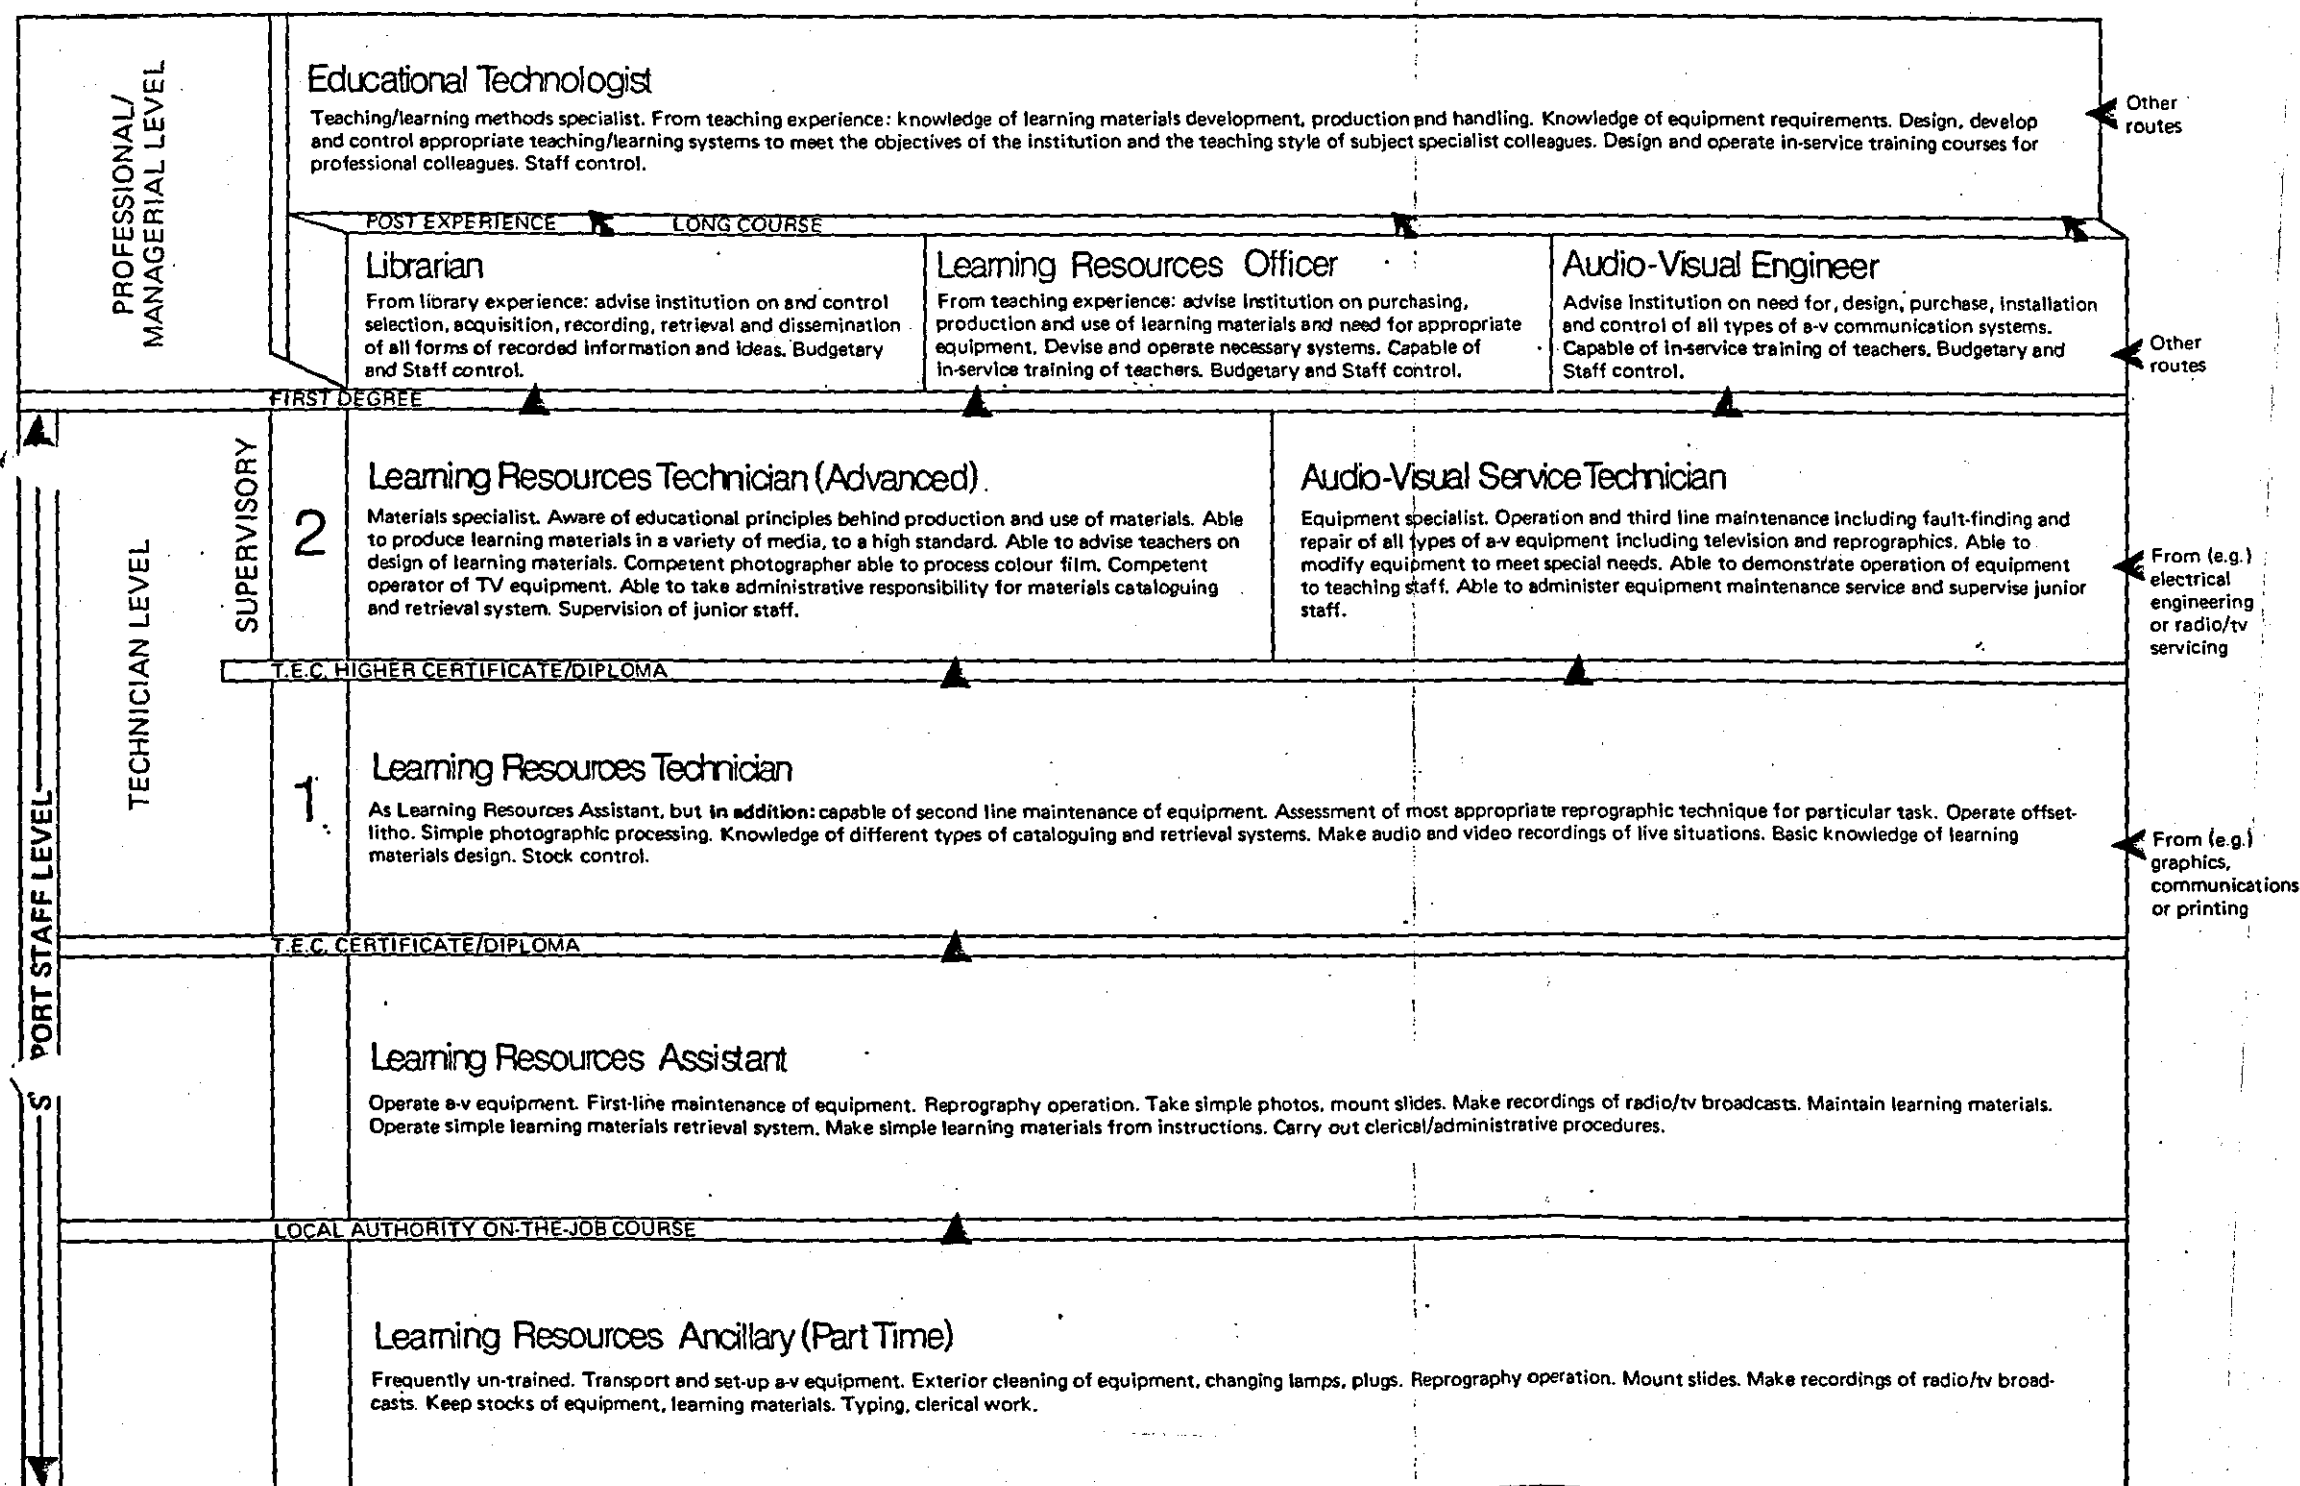 PROFESSIONAL/
MANAGERIAL LEVEL
Educational Technologist
Teaching/learning methods specialist. From teaching experience: knowledge of learning materials development, production and handling. Knowledge of equipment requirements. Design, develop
and control appropriate teaching/learning systems to meet the objectives of the institution and the teaching style of subject specialist colleagues. Design and operate in-service training courses for
professional colleagues. Staff control.
Other
routes
POST EXPERIENCE LONG COURSE
Librarian
From library experience: advise institution on and control
selection, acquisition, recording, retrieval and dissemination
of all forms of recorded information and ideas. Budgetary
and Staff control.
Learning Resources Officer
From teaching experience: advise Institution on purchasing,
production and use of learning materials and need for appropriate
equipment. Devise and operate necessary systems. Capable of
in-service training of teachers. Budgetary and Staff control.
Audio-Visual Engineer
Advise Institution on need for, design, purchase, installation
and control of all types of a-v communication systems.
Capable of in-service training of teachers. Budgetary and
Staff control.
Other
routes
FIRST DEGREE
S PORT STAFF LEVEL
TECHNICIAN LEVEL
SUPERVISORY
2
Learning Resources Technician (Advanced)
Materials specialist. Aware of educational principles behind production and use of materials. Able
to produce learning materials in a variety of media, to a high standard. Able to advise teachers on
design of learning materials. Competent photographer able to process colour film. Competent
operator of TV equipment. Able to take administrative responsibility for materials cataloguing
and retrieval system. Supervision of junior staff.
Audio-Visual Service Technician
Equipment specialist. Operation and third line maintenance including fault-finding and
repair of all types of a-v equipment including television and reprographics. Able to
modify equipment to meet special needs. Able to demonstrate operation of equipment
to teaching staff. Able to administer equipment maintenance service and supervise junior
staff.
From (e.g.)
electrical
engineering
or radio/tv
servicing
T.E.C. HIGHER CERTIFICATE/DIPLOMA
1
Learning Resources Technician
As Learning Resources Assistant, but in addition: capable of second line maintenance of equipment. Assessment of most appropriate reprographic technique for particular task. Operate offset-
litho. Simple photographic processing. Knowledge of different types of cataloguing and retrieval systems. Make audio and video recordings of live situations. Basic knowledge of learning
materials design. Stock control.
From (e.g.)
graphics,
communications
or printing
T.E.C. CERTIFICATE/DIPLOMA
Learning Resources Assistant
Operate a-v equipment. First-line maintenance of equipment. Reprography operation. Take simple photos, mount slides. Make recordings of radio/tv broadcasts. Maintain learning materials.
Operate simple learning materials retrieval system. Make simple learning materials from instructions. Carry out clerical/administrative procedures.
LOCAL AUTHORITY ON-THE-JOB COURSE
Learning Resources Ancillary (Part Time)
Frequently un-trained. Transport and set-up a-v equipment. Exterior cleaning of equipment, changing lamps, plugs. Reprography operation. Mount slides. Make recordings of radio/tv broad-
casts. Keep stocks of equipment, learning materials. Typing, clerical work.